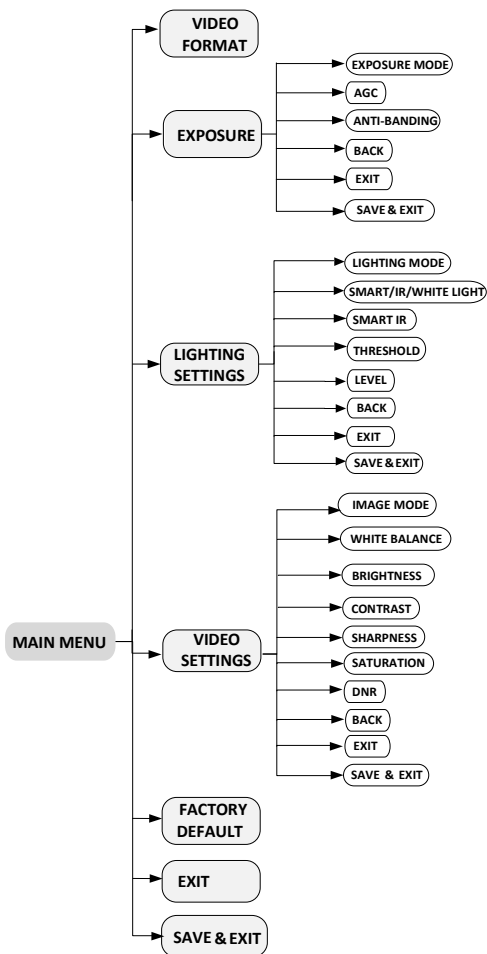 VIDEO
FORMAT
EXPOSURE MODE
AGC
EXPOSURE
ANTI-BANDING
BACK
EXIT
SAVE & EXIT
LIGHTING MODE
SMART/IR/WHITE LIGHT
SMART IR
THRESHOLD
LIGHTING
SETTINGS
LEVEL
BACK
EXIT
SAVE & EXIT
IMAGE MODE
WHITE BALANCE
BRIGHTNESS
CONTRAST
SHARPNESS
MAIN MENU
VIDEO
SETTINGS
SATURATION
DNR
BACK
EXIT
SAVE & EXIT
FACTORY
DEFAULT
EXIT
SAVE & EXIT